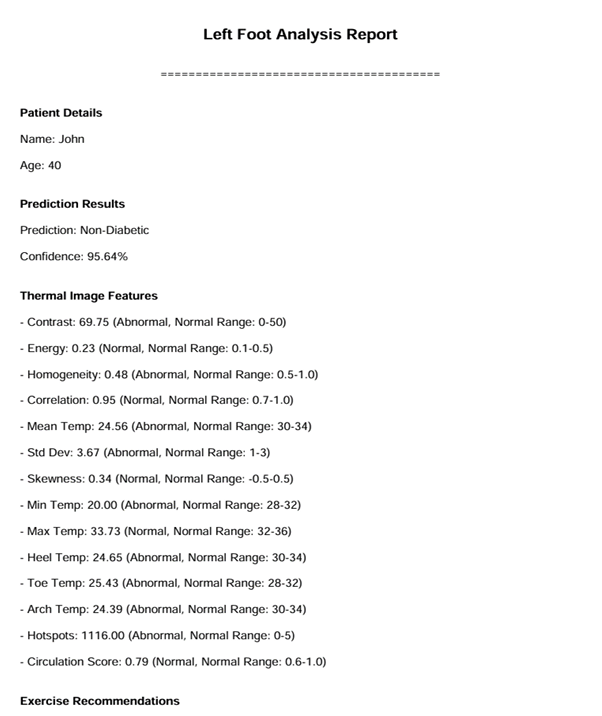 Left Foot Analysis Report
========================================
Patient Details
Name: John
Age: 40
Prediction Results
Prediction: Non-Diabetic
Confidence: 95.64%
Thermal Image Features
- Contrast: 69.75 (Abnormal, Normal Range: 0-50)
- Energy: 0.23 (Normal, Normal Range: 0.1-0.5)
- Homogeneity: 0.48 (Abnormal, Normal Range: 0.5-1.0)
- Correlation: 0.95 (Normal, Normal Range: 0.7-1.0)
- Mean Temp: 24.56 (Abnormal, Normal Range: 30-34)
- Std Dev: 3.67 (Abnormal, Normal Range: 1-3)
- Skewness: 0.34 (Normal, Normal Range: -0.5-0.5)
- Min Temp: 20.00 (Abnormal, Normal Range: 28-32)
- Max Temp: 33.73 (Normal, Normal Range: 32-36)
- Heel Temp: 24.65 (Abnormal, Normal Range: 30-34)
- Toe Temp: 25.43 (Abnormal, Normal Range: 28-32)
- Arch Temp: 24.39 (Abnormal, Normal Range: 30-34)
- Hotspots: 1116.00 (Abnormal, Normal Range: 0-5)
- Circulation Score: 0.79 (Normal, Normal Range: 0.6-1.0)
Exercise Recommendations